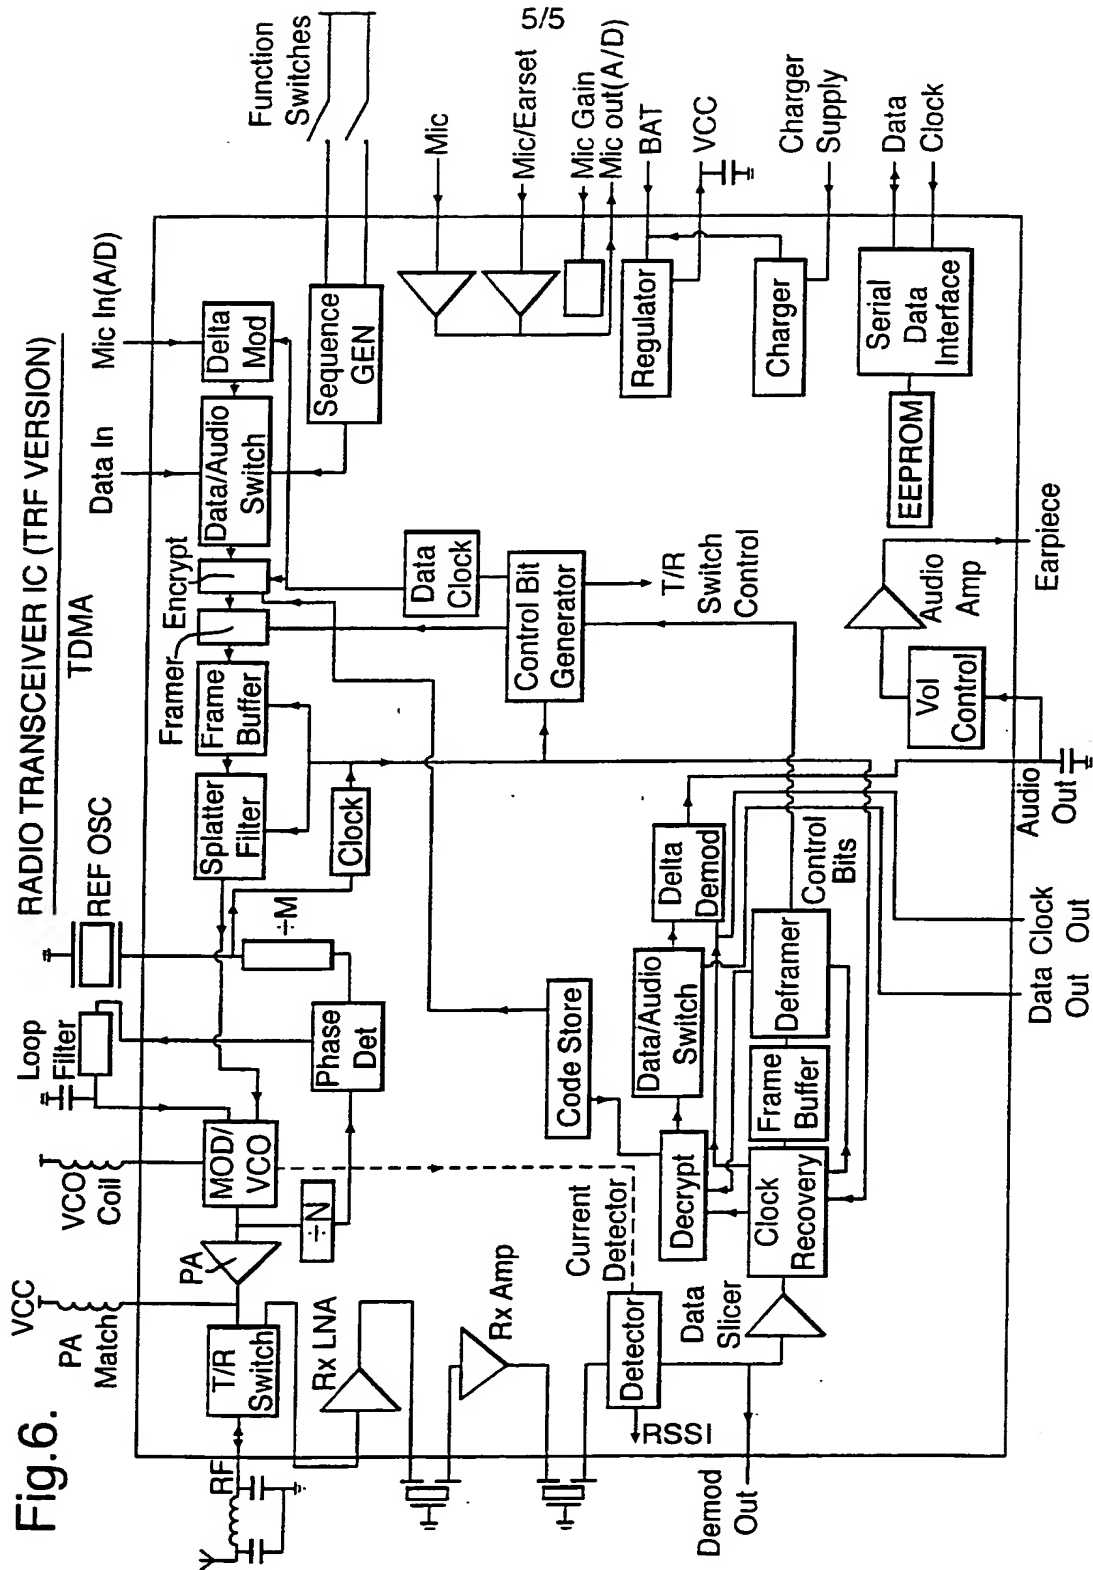 5/5
Fig.6.
RADIO TRANSCEIVER IC (TRF VERSION)
TDMA
VCC
PA
Match
VCO
Coil
Loop
Filter
REF OSC
Data In
Mic In(A/D)
Function
Switches
RF
T/R
Switch
PA
MOD/
VCO
÷N
Phase
Det
÷M
Splatter
Filter
Frame
Buffer
Framer
Encrypt
Data/Audio
Switch
Delta
Mod
Sequence
GEN
Clock
Data
Clock
Control Bit
Generator
T/R
Switch
Control
Mic
Mic/Earset
Mic Gain
Mic out(A/D)
BAT
VCC
Regulator
Charger
Charger
Supply
Serial
Data
Interface
Data
Clock
EEPROM
Rx LNA
Rx Amp
Current
Detector
Detector
RSSI
Data
Slicer
Demod
Out
Code Store
Decrypt
Data/Audio
Switch
Delta
Demod
Clock
Recovery
Frame
Buffer
Deframer
Control
Bits
Vol
Control
Audio
Amp
Earpiece
Audio
Out
Data
Out
Clock
Out